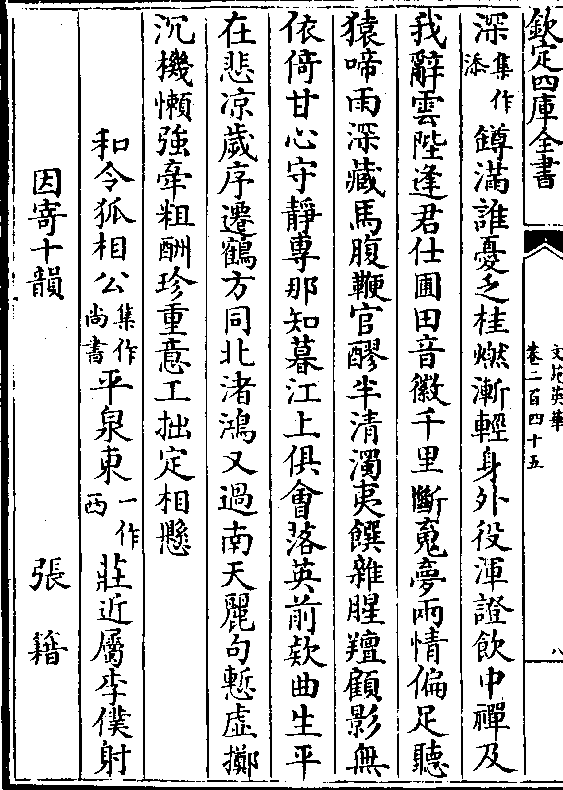 欽定四庫全書
文苑英華
卷二百四十五
八
深集作添鐏滿誰憂乏桂燃漸輕身外役渾證飲中禪及
我辭雲陛逢君仕圃田音徽千里斷䰟夢兩情偏足聽
猿啼雨深藏馬腹鞭官醪半清濁夷饌雜腥羶顧影無
依倚甘心守靜專那知暮江上俱會落英前欵曲生平
在悲凉歲序遷鶴方同北渚鴻又過南天麗句慙虛擲
沉機懶強牽粗酬珍重意工拙定相懸
和令狐相公集作尚書平泉東一作西莊近屬李僕射
因寄十韻
張籍